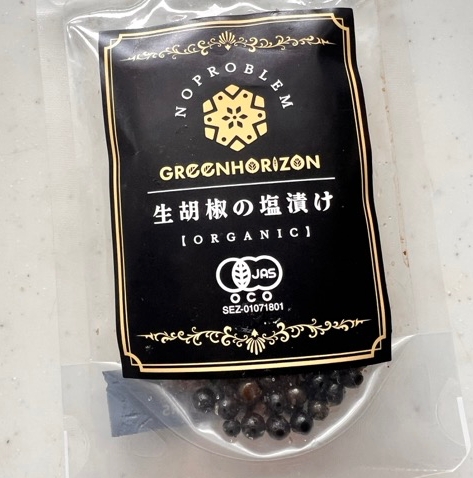 NOPROBLEM
GREENHORIZON
生胡椒の塩漬け
【ORGANIC】
JAS
OCO
SEZ-01071801